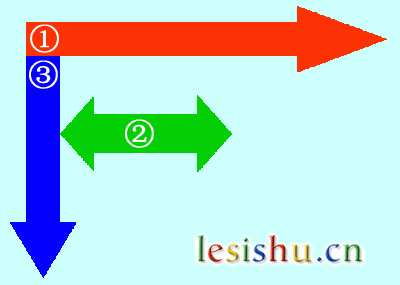 ①
③
②
lesishu.cn